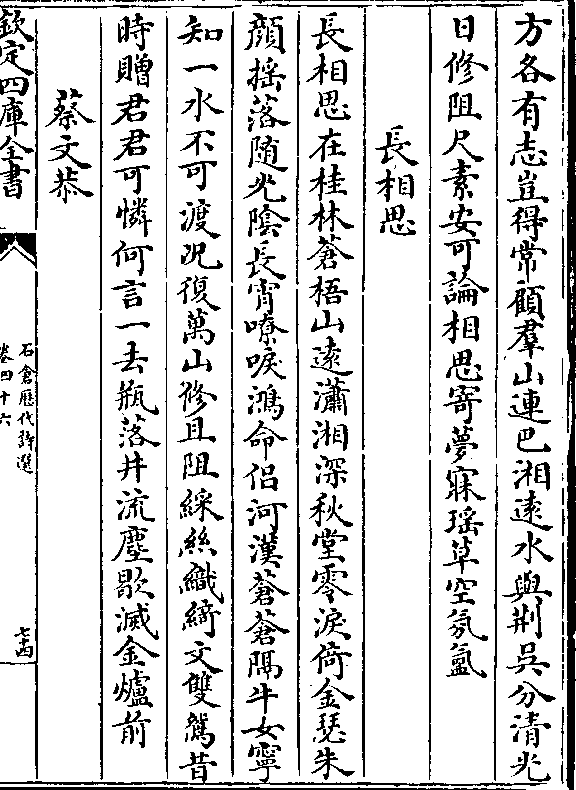 方各有志豈得常顧羣山連巴湘遠水與荆吳分清光
日修阻尺素安可論相思寄夢寐瑶草空氛氲
長相思
長相思在桂林蒼梧山遠瀟湘深秋堂零淚倚金瑟朱
顔揺落随光陰長宵嘹唳鴻命侣河漢蒼蒼隔牛女寧
知一水不可渡况復萬山修且阻綵絲織綺文雙鴛昔
時贈君君可憐何言一去瓶落井流塵歇滅金爐前
蔡文恭
欽定四庫全書
石倉歷代詩選
卷四十六
七十四